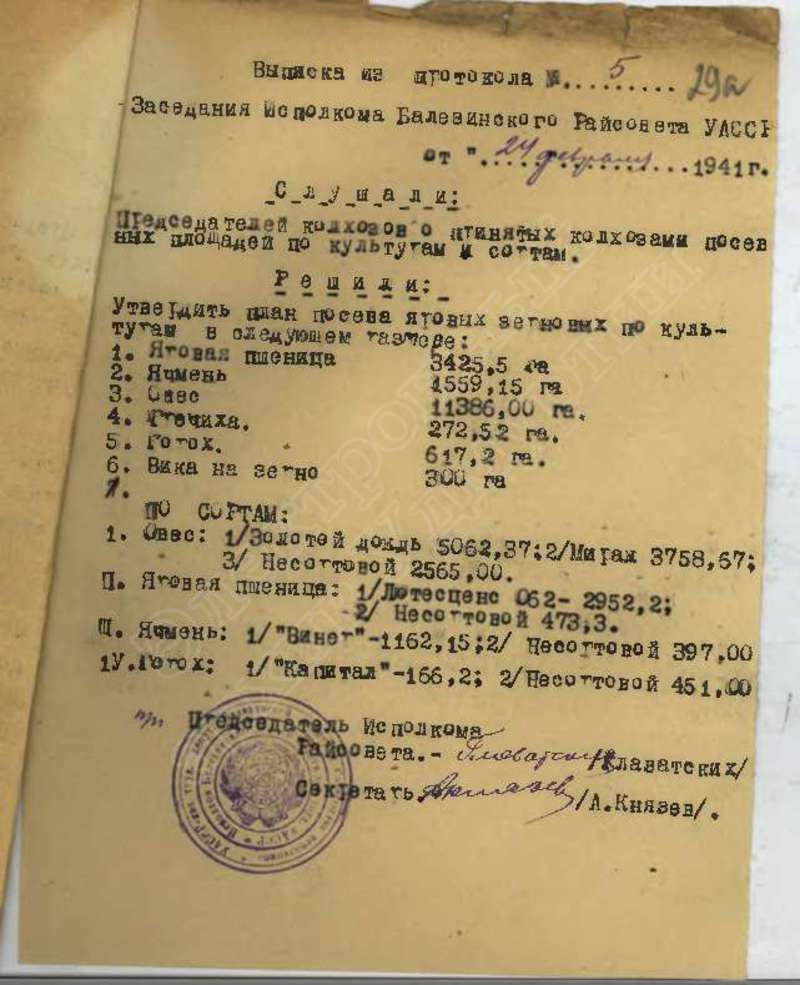 Выписка из протокола №....5.........
29а
Заседания Исполкома Балезинского Райсовета УАССР
от "..24 февраля...1941г.
С л у ш а л и:
Председателей колхозов о принятых колхозами посев
ных площадей по культурам и сортам.
Р е ш и л и:
Утвердить план посева яровых зерновых по куль-
турам в следующем размере:
1. Яровая пшеница 3425,5 га
2. Ячмень 1559,15 га
3. Овес 11386,00 га.
4. Гречиха. 272,52 га.
5. Горох. 617,2 га.
6. Вика на зерно 300 га
7.
ПО СОРТАМ:
1. Овес: 1/Золотой дождь 5062,37;2/Мираж 3758,67;
3/ Несортовой 2565,00.
П. Яровая пшеница: 1/Лютесценс 062- 2952,2;
2/ Несортовой 473,3.
Ш. Ячмень: 1/"Винер"-1162,15;2/ Несортовой 397,00
1У.Горох: 1/"Капитал"-166,2; 2/Несортовой 451,00
п/п Председатель Исполкома
Райсовета.- /Главатских/
Секретарь. /А.Князев/.